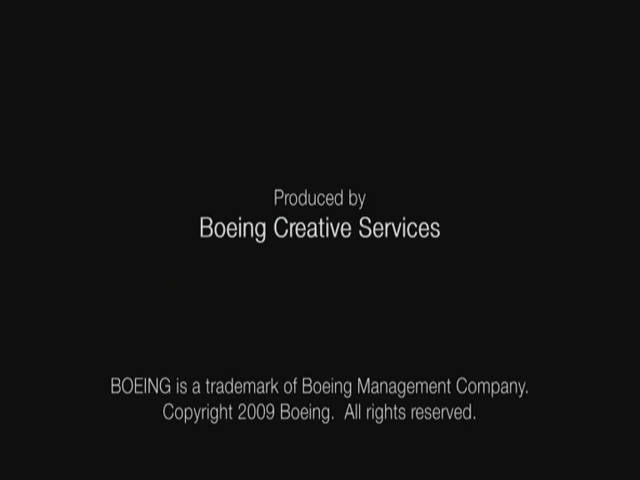 Produced by
Boeing Creative Services
BOEING is a trademark of Boeing Management Company.
Copyright 2009 Boeing.  All rights reserved.